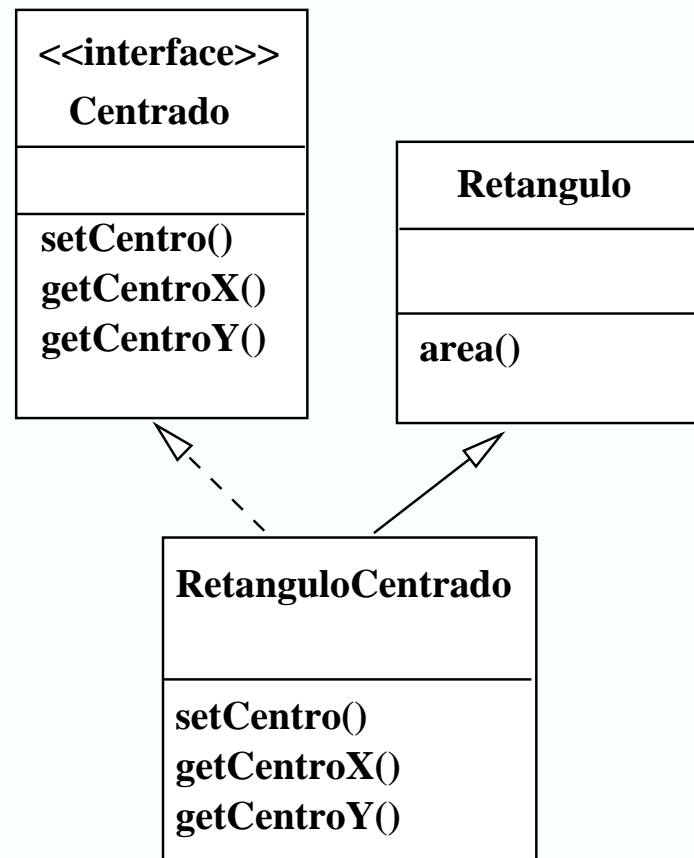 <<interface>>
Centrado
setCentro()
getCentroX()
getCentroY()
Retangulo
area()
RetanguloCentrado
setCentro()
getCentroX()
getCentroY()